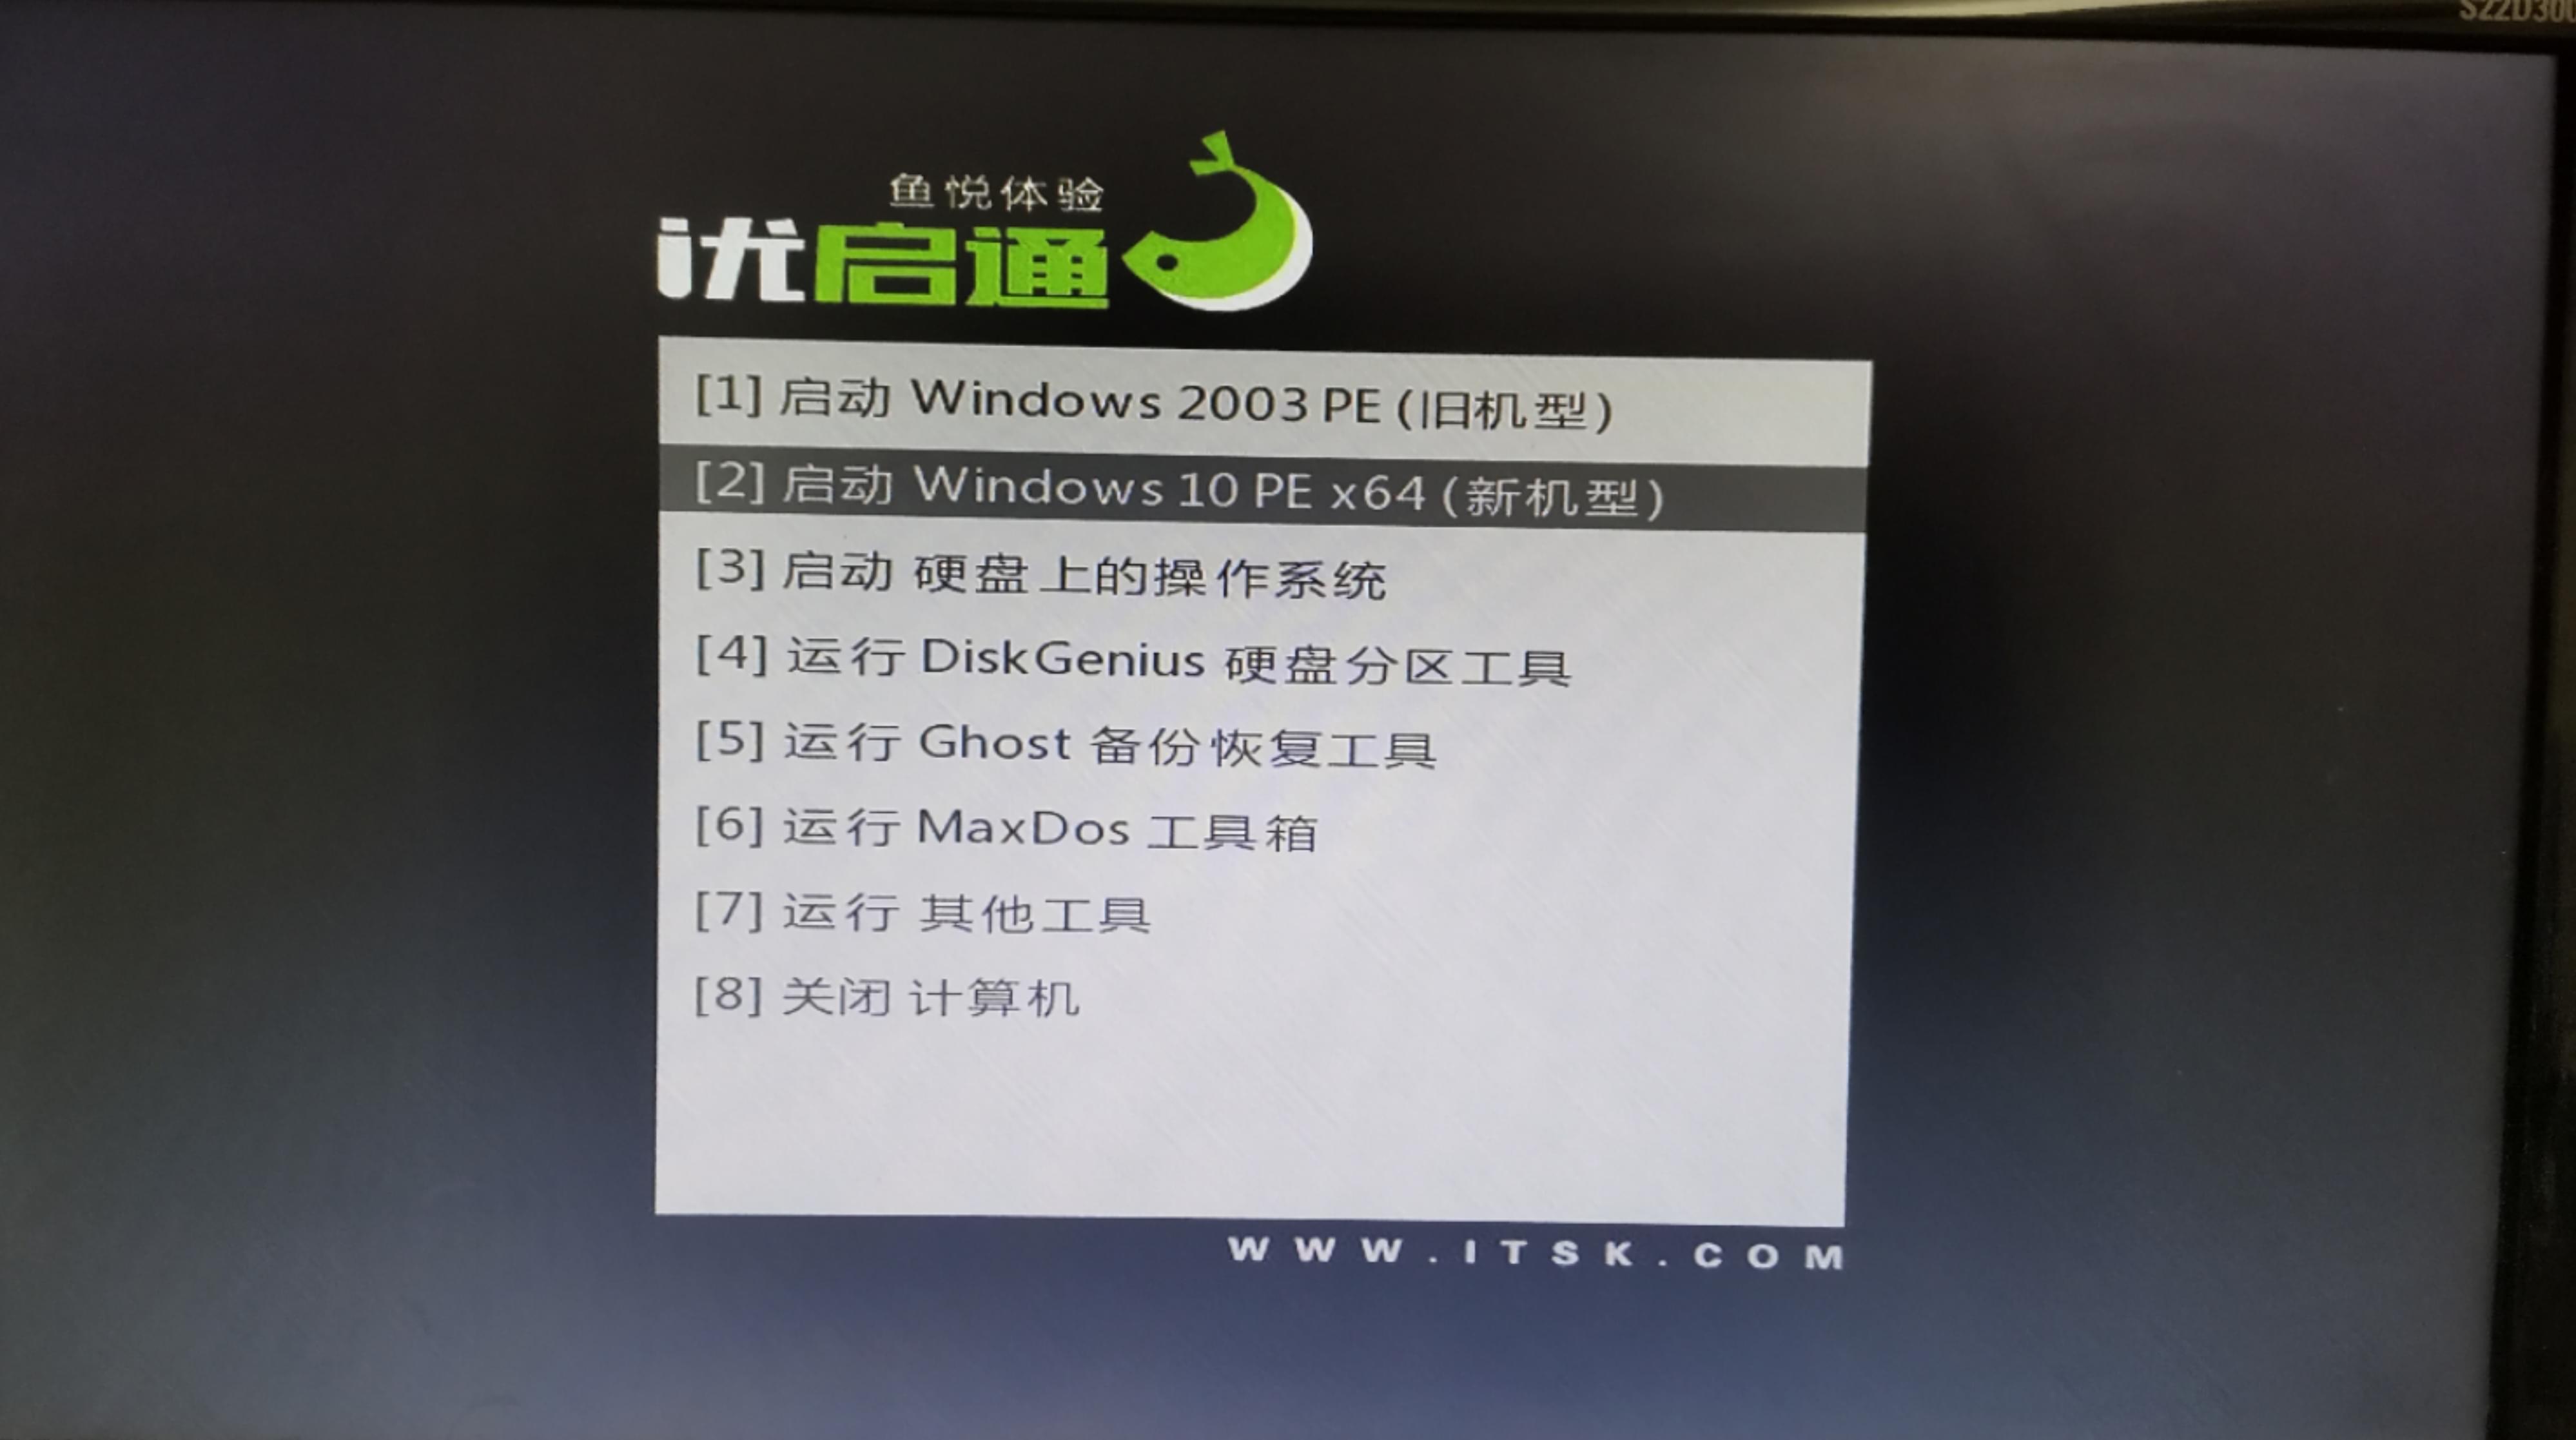 S22D300
鱼悦体验
优启通
[1] 启动 Windows 2003 PE (旧机型)
[2] 启动 Windows 10 PE x64 (新机型)
[3] 启动 硬盘上的操作系统
[4] 运行 DiskGenius 硬盘分区工具
[5] 运行 Ghost 备份恢复工具
[6] 运行 MaxDos 工具箱
[7] 运行 其他工具
[8] 关闭 计算机
WWW.ITSK.COM